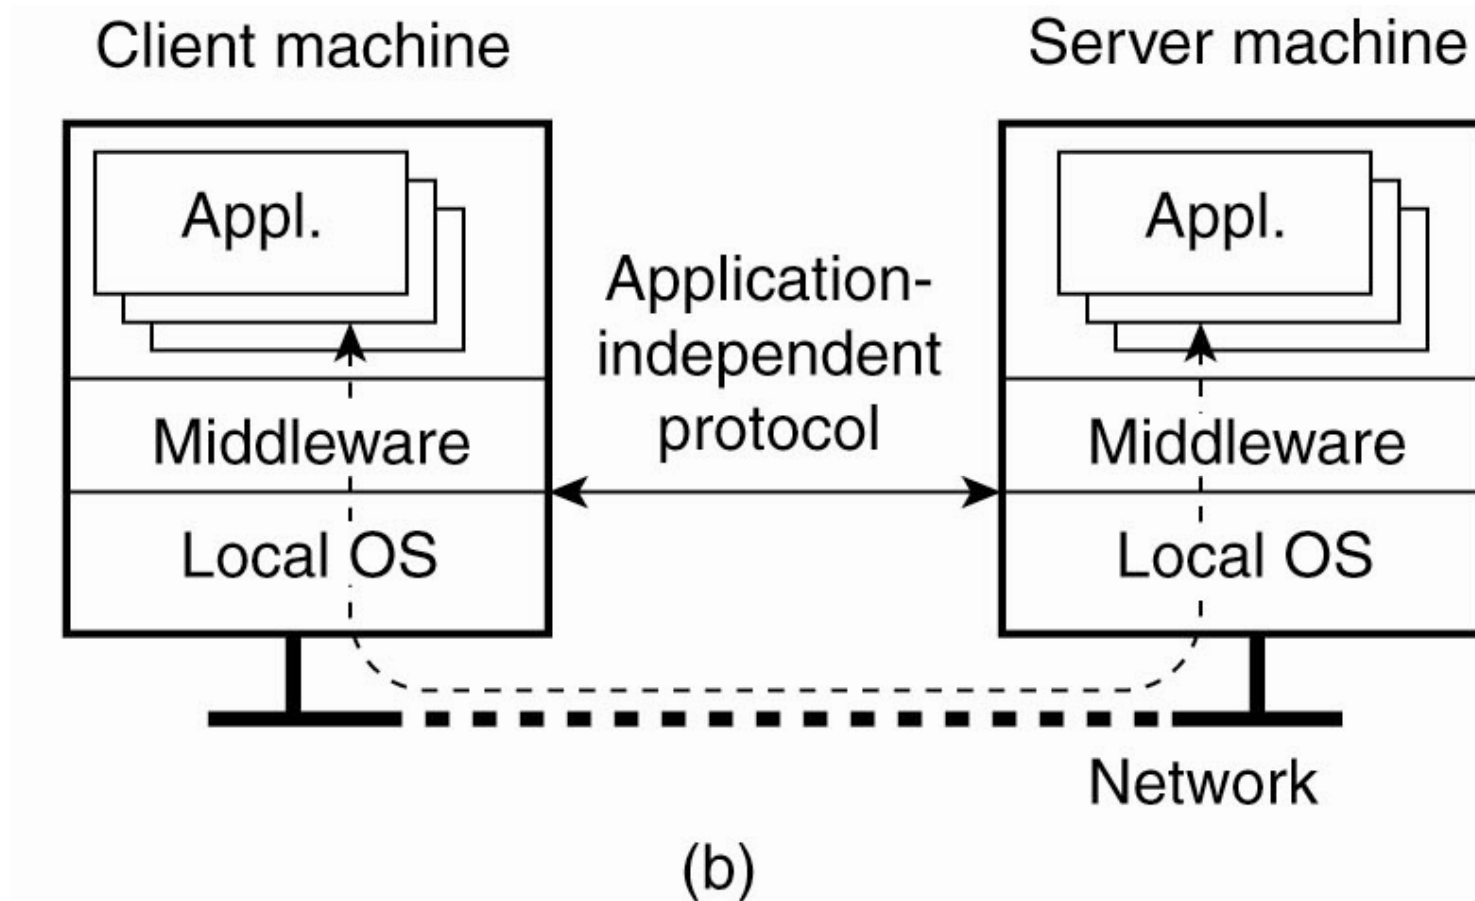 Client machine
Server machine
Appl.
Appl.
Application-
independent
protocol
Middleware
Middleware
Local OS
Local OS
Network
(b)